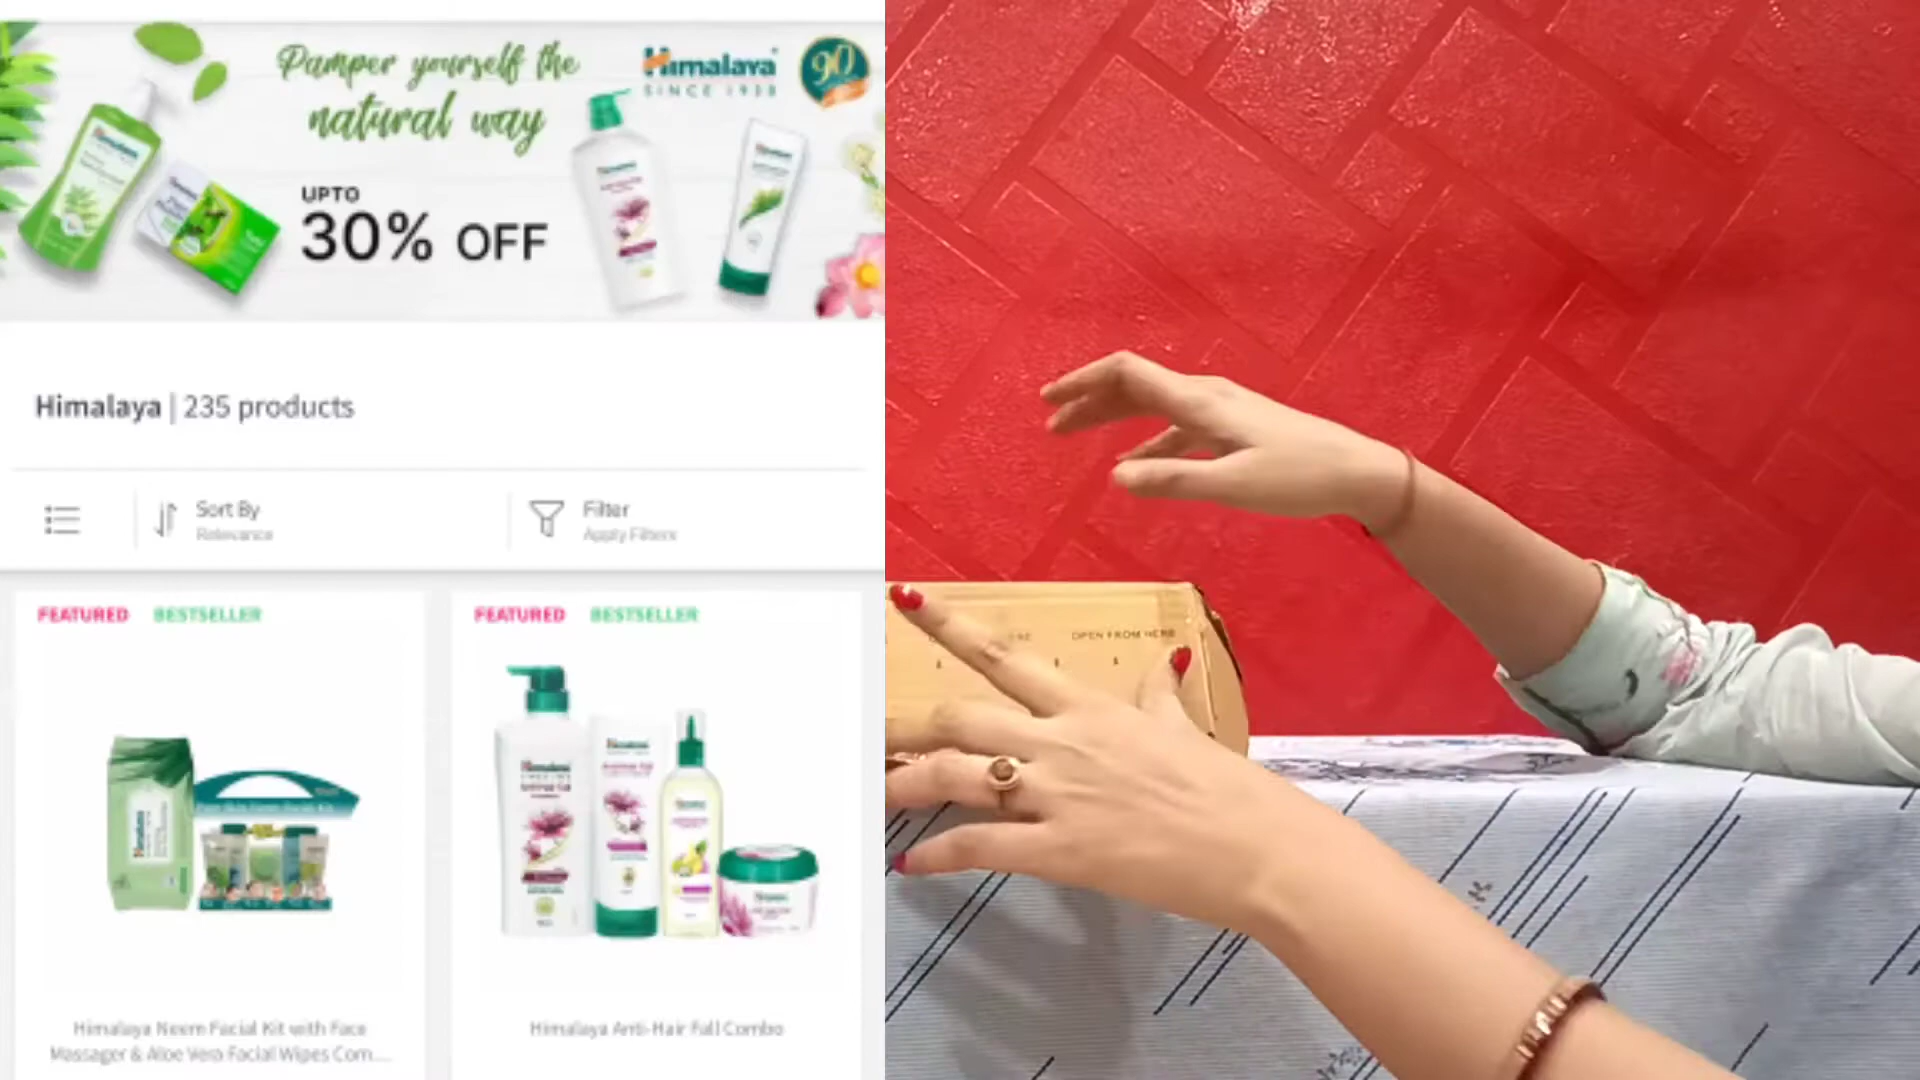 Pamper yourself the
natural way
Himalaya
SINCE 1930
90
UPTO
30% OFF
Himalaya | 235 products
Sort By
Relevance
Filter
Apply Filters
FEATURED BESTSELLER
FEATURED BESTSELLER
Himalaya Neem Facial Kit with Face
Massager & Aloe Vera Facial Wipes Com...
Himalaya Anti-Hair Fall Combo
OPEN FROM HERE